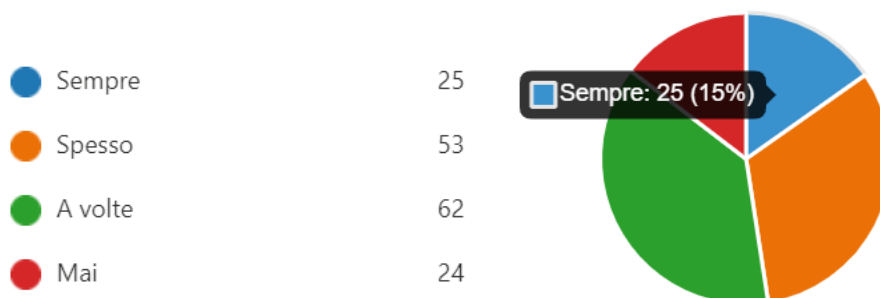 Sempre 25
Sempre: 25 (15%)
Spesso 53
A volte 62
Mai 24